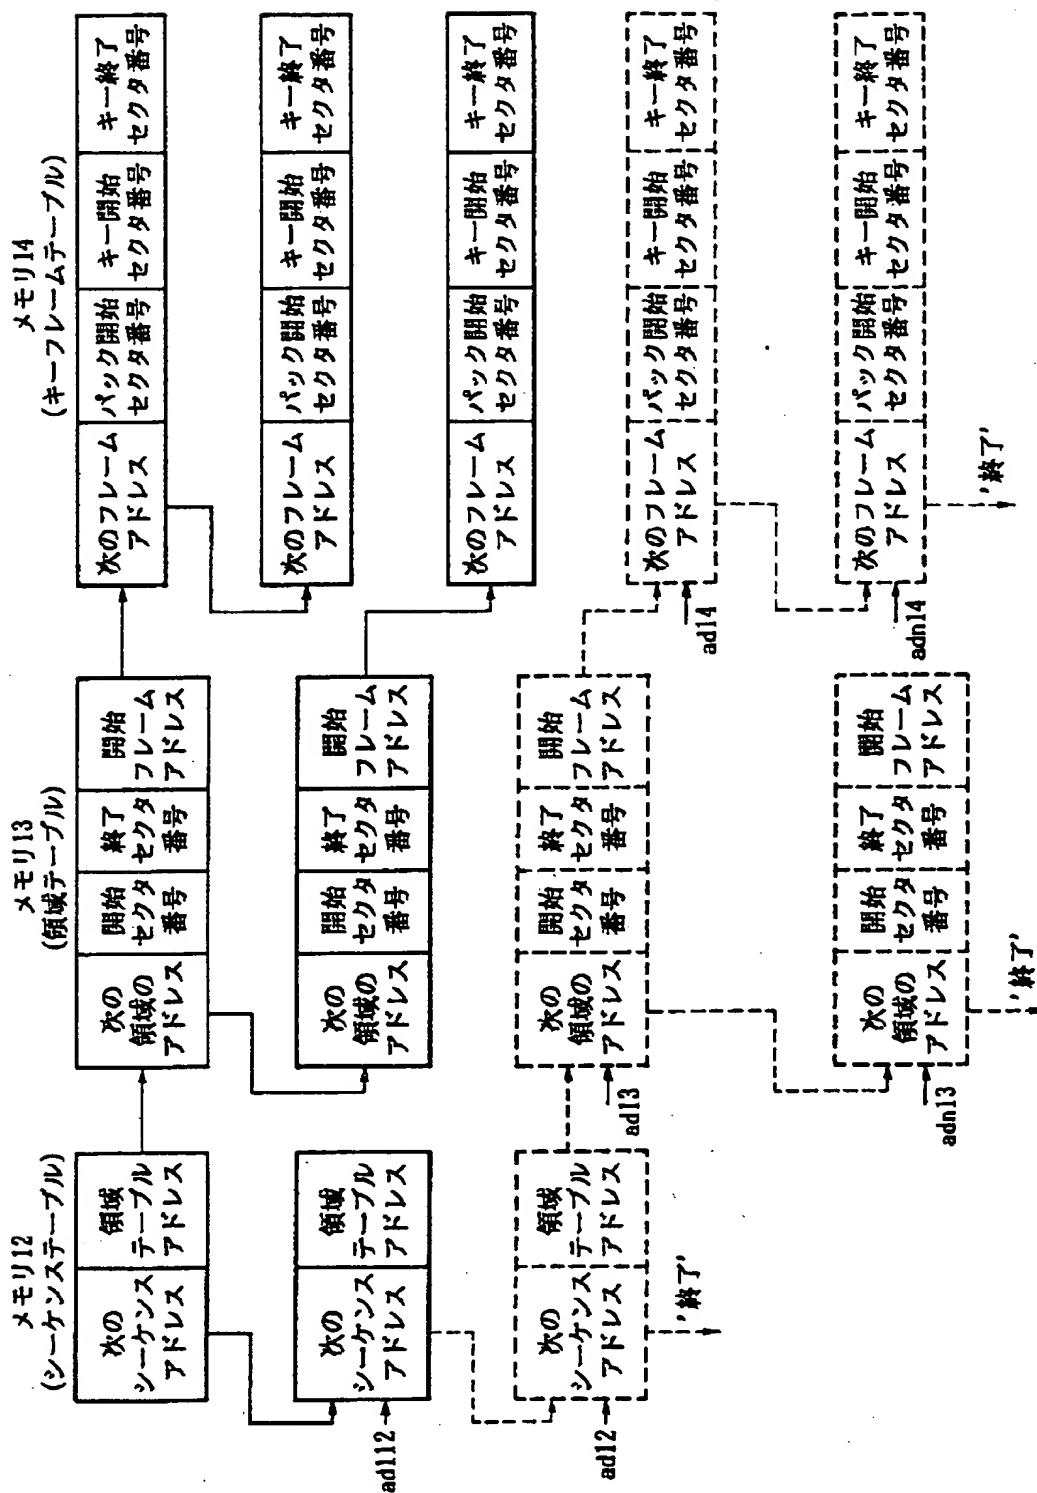 メモリ12
(シーケンステーブル)
次の
シーケンス
アドレス
領域
テーブル
アドレス
次の
シーケンス
アドレス
領域
テーブル
アドレス
ad112
次の
シーケンス
アドレス
領域
テーブル
アドレス
ad12
'終了'
メモリ13
(領域テーブル)
次の
領域の
アドレス
開始
セクタ
番号
終了
セクタ
番号
開始
フレーム
アドレス
次の
領域の
アドレス
開始
セクタ
番号
終了
セクタ
番号
開始
フレーム
アドレス
次の
領域の
アドレス
開始
セクタ
番号
終了
セクタ
番号
開始
フレーム
アドレス
ad13
次の
領域の
アドレス
開始
セクタ
番号
終了
セクタ
番号
開始
フレーム
アドレス
adn13
'終了'
メモリ14
(キーフレームテーブル)
次のフレーム
アドレス
パック開始
セクタ番号
キー開始
セクタ番号
キー終了
セクタ番号
次のフレーム
アドレス
パック開始
セクタ番号
キー開始
セクタ番号
キー終了
セクタ番号
次のフレーム
アドレス
パック開始
セクタ番号
キー開始
セクタ番号
キー終了
セクタ番号
次のフレーム
アドレス
パック開始
セクタ番号
キー開始
セクタ番号
キー終了
セクタ番号
ad14
次のフレーム
アドレス
パック開始
セクタ番号
キー開始
セクタ番号
キー終了
セクタ番号
adn14
'終了'